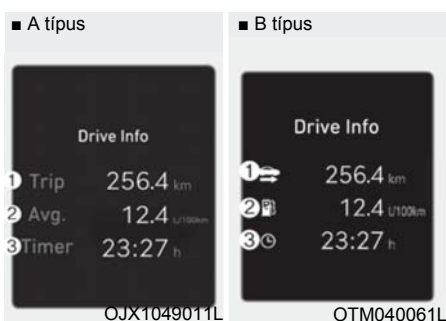 ■ A típus
Drive Info
① Trip 256.4 km
② Avg. 12.4 L/100km
③ Timer 23:27 h
OJX1049011L
■ B típus
Drive Info
① 256.4 km
② 12.4 L/100km
③ 23:27 h
OTM040061L